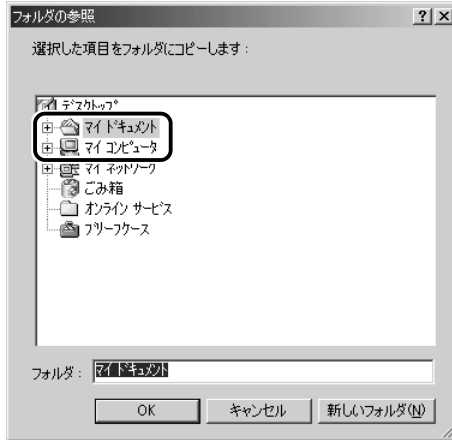 フォルダの参照
選択した項目をフォルダにコピーします：
デスクトップ
マイ ドキュメント
マイ コンピュータ
マイ ネットワーク
ごみ箱
オンライン サービス
ブリーフケース
フォルダ： マイ ドキュメント
OK キャンセル 新しいフォルダ(N)